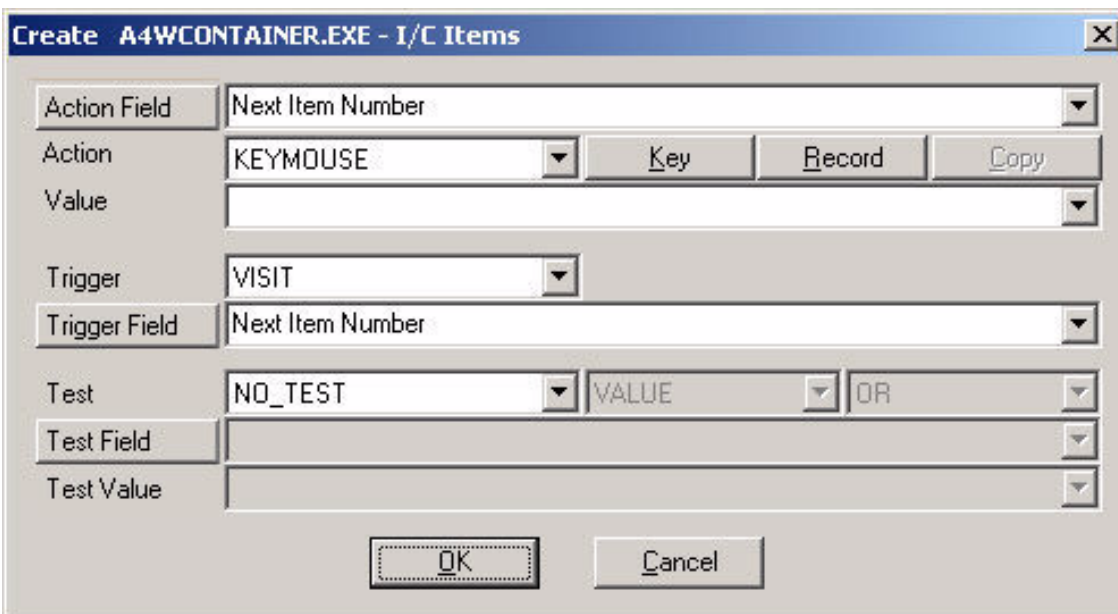 Create A4WCONTAINER.EXE - I/C Items
Action Field Next Item Number
Action KEYMOUSE Key Record Copy
Value
Trigger VISIT
Trigger Field Next Item Number
Test NO_TEST VALUE OR
Test Field
Test Value
OK Cancel